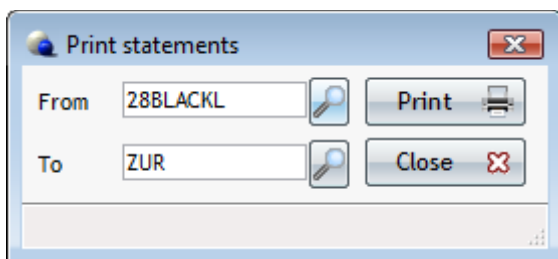 Print statements
From 28BLACKL Print
To ZUR Close